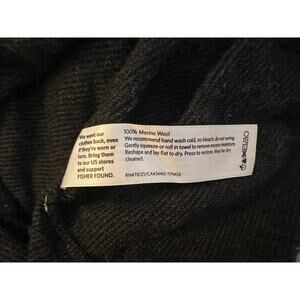 We want our
clothes back, even
if they're worn or
torn. Bring them
to our US stores
and support
FISHER FOUND.
100% Merino Wool
We recommend hand wash cold, no bleach, do not wring.
Gently squeeze or roll in towel to remove excess moisture.
Reshape and lay flat to dry. Press to restore. May be dry
cleaned.